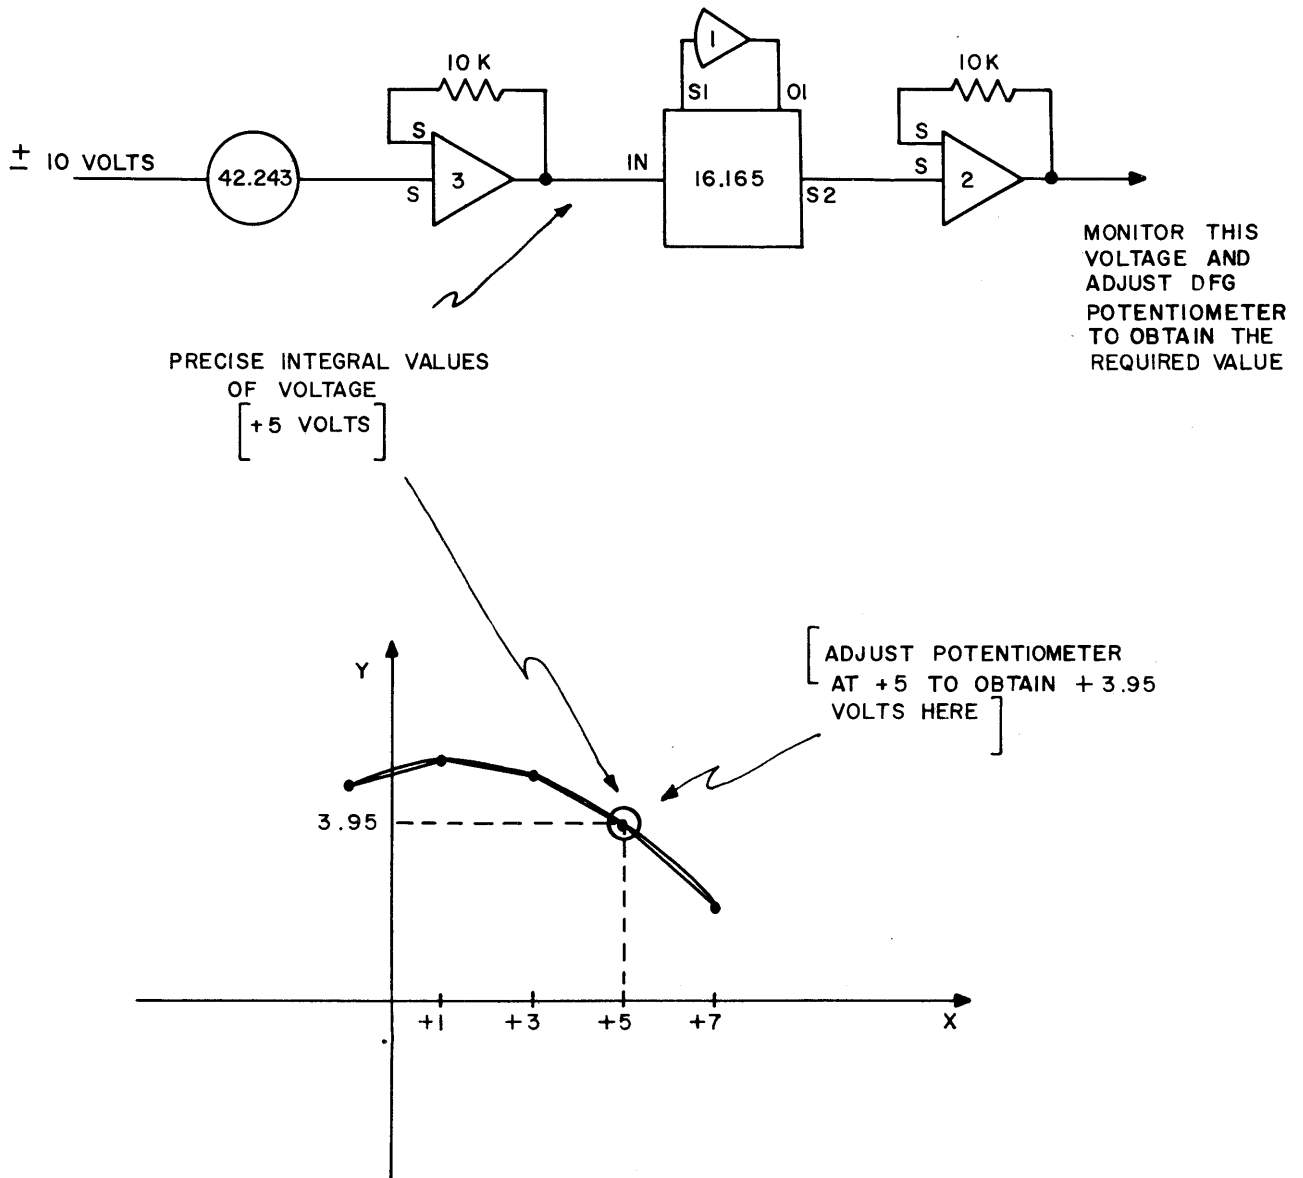 ± 10 VOLTS
42.243
10 K
S
S
3
IN
1
S1
O1
16.165
S2
10K
S
S
2
MONITOR THIS
VOLTAGE AND
ADJUST DFG
POTENTIOMETER
TO OBTAIN THE
REQUIRED VALUE
PRECISE INTEGRAL VALUES
OF VOLTAGE
[+5 VOLTS]
[ADJUST POTENTIOMETER
AT +5 TO OBTAIN +3.95
VOLTS HERE]
Y
3.95
+1
+3
+5
+7
X